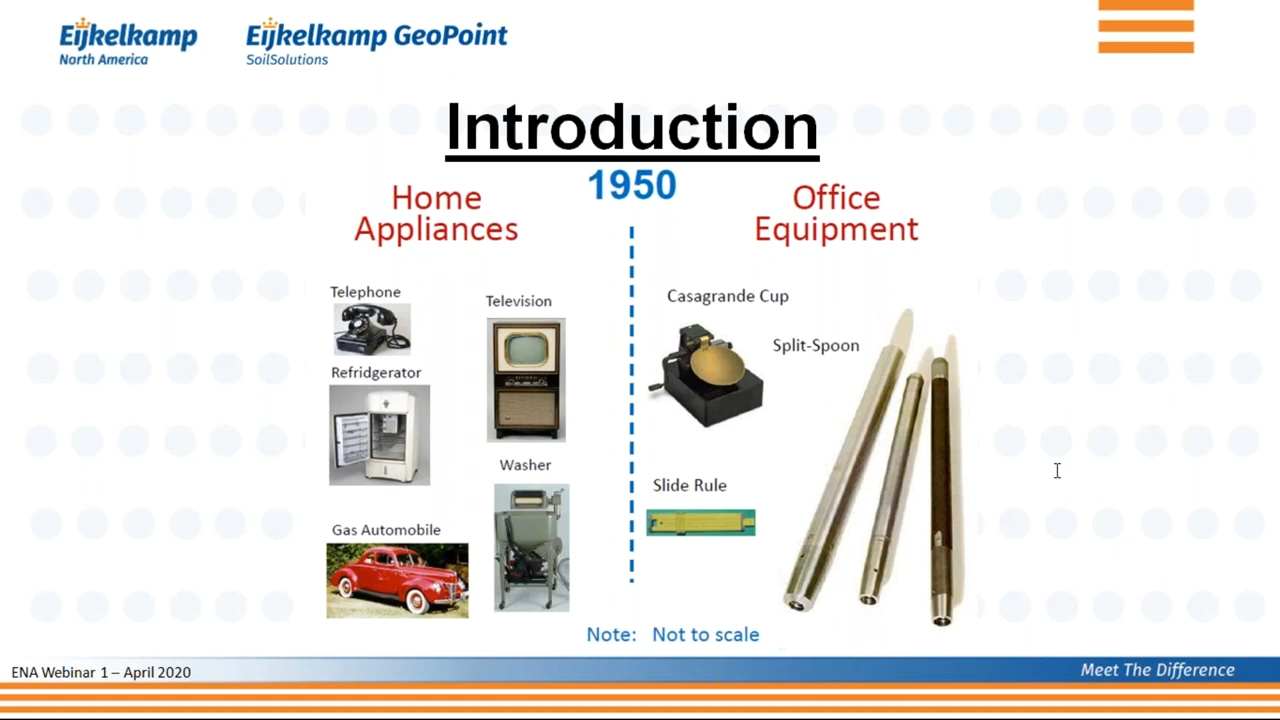 Eijkelkamp
North America
Eijkelkamp GeoPoint
SoilSolutions
Introduction
1950
Home
Appliances
Office
Equipment
Telephone
Television
Refridgerator
Washer
Gas Automobile
Casagrande Cup
Split-Spoon
Slide Rule
Note: Not to scale
ENA Webinar 1 – April 2020
Meet The Difference